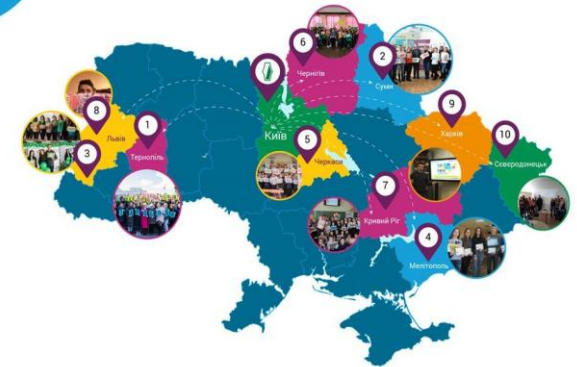 6
Чернігів
2
Суми
Київ
8
Львів
3
1
Тернопіль
5
Черкаси
9
Харків
10
Сєвєродонецьк
7
Кривий Ріг
4
Мелітополь